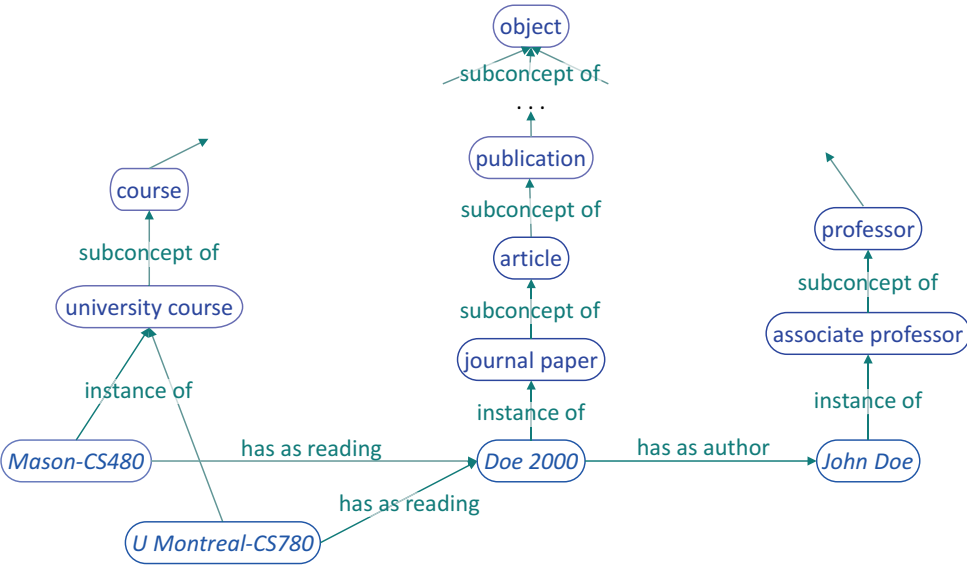 object
subconcept of
. . .
publication
course
subconcept of
professor
subconcept of
article
subconcept of
university course
subconcept of
associate professor
journal paper
instance of
instance of
instance of
Mason-CS480
has as reading
Doe 2000
has as author
John Doe
has as reading
U Montreal-CS780